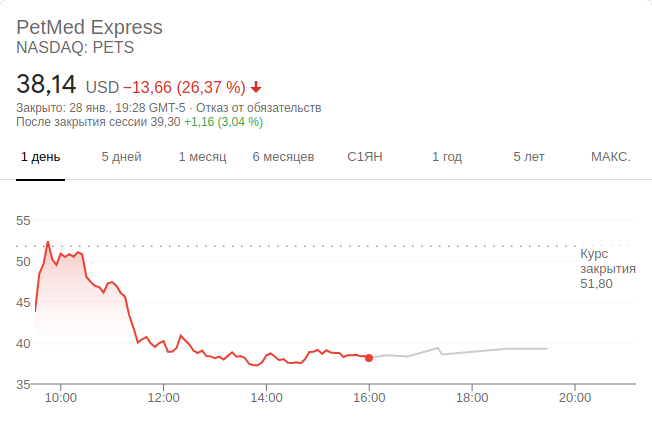 PetMed Express
NASDAQ: PETS
38,14 USD −13,66 (26,37 %)
Закрыто: 28 янв., 19:28 GMT-5 · Отказ от обязательств
После закрытия сессии 39,30 +1,16 (3,04 %)
1 день 5 дней 1 месяц 6 месяцев С1ЯН 1 год 5 лет МАКС.
55
Курс
закрытия
51,80
50
45
40
35
10:00 12:00 14:00 16:00 18:00 20:00